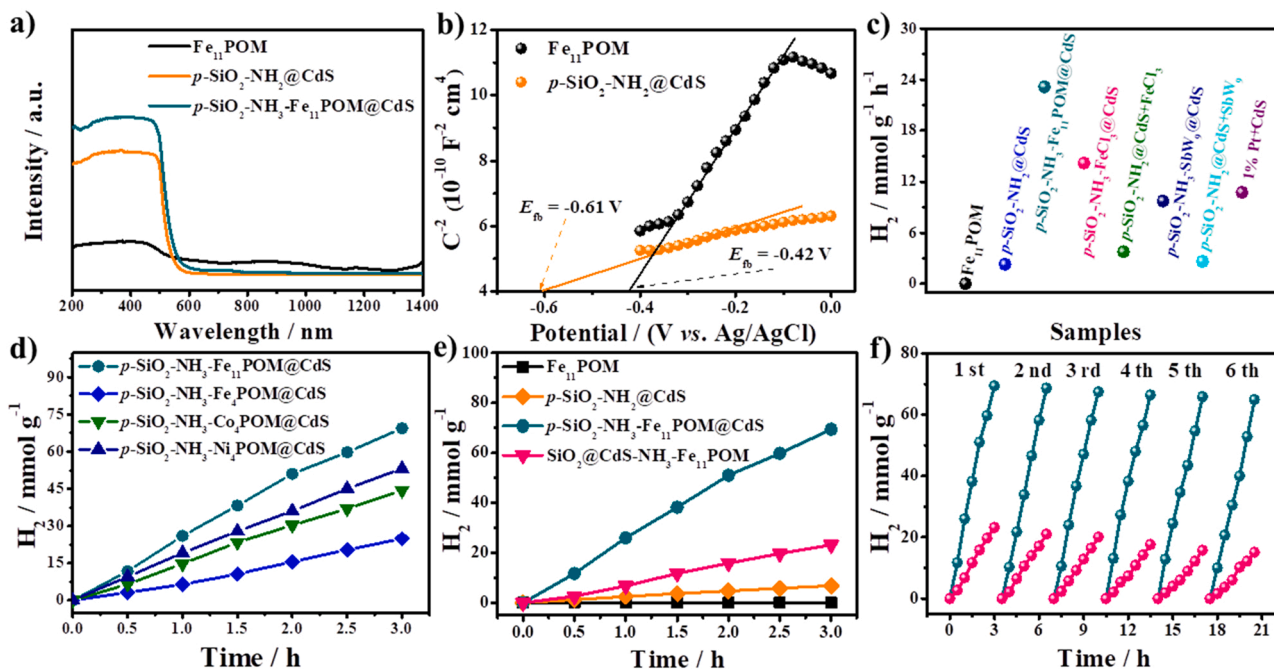 a)
Fe₁₁POM
p-SiO₂-NH₂@CdS
p-SiO₂-NH₃-Fe₁₁POM@CdS
Intensity / a.u.
200 400 600 800 1000 1200 1400
Wavelength / nm
b)
Fe₁₁POM
p-SiO₂-NH₂@CdS
C⁻² (10⁻¹⁰ F⁻² cm⁴)
12
10
8
6
4
E_fb = -0.61 V
E_fb = -0.42 V
-0.6 -0.4 -0.2 0.0
Potential / (V vs. Ag/AgCl)
c)
H₂ / mmol g⁻¹ h⁻¹
30
24
18
12
6
0
Fe₁₁POM
p-SiO₂-NH₂@CdS
p-SiO₂-NH₃-Fe₁₁POM@CdS
p-SiO₂-NH₃-FeCl₃@CdS
p-SiO₂-NH₂@CdS+FeCl₃
p-SiO₂-NH₃-SbW₉@CdS
p-SiO₂-NH₂@CdS+SbW₉
1% Pt+CdS
Samples
d)
p-SiO₂-NH₃-Fe₁₁POM@CdS
p-SiO₂-NH₃-Fe₄POM@CdS
p-SiO₂-NH₃-Co₄POM@CdS
p-SiO₂-NH₃-Ni₄POM@CdS
H₂ / mmol g⁻¹
90
75
60
45
30
15
0
0.0 0.5 1.0 1.5 2.0 2.5 3.0
Time / h
e)
Fe₁₁POM
p-SiO₂-NH₂@CdS
p-SiO₂-NH₃-Fe₁₁POM@CdS
SiO₂@CdS-NH₃-Fe₁₁POM
H₂ / mmol g⁻¹
100
80
60
40
20
0
0.0 0.5 1.0 1.5 2.0 2.5 3.0
Time / h
f)
1 st 2 nd 3 rd 4 th 5 th 6 th
H₂ / mmol g⁻¹
80
60
40
20
0
0 3 6 9 12 15 18 21
Time / h